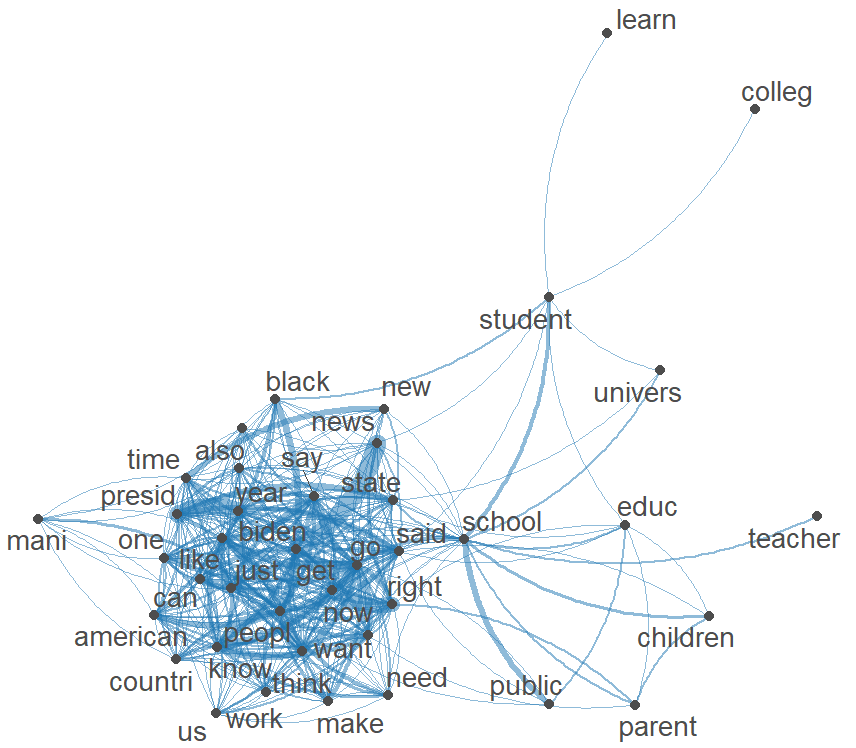 learn
colleg
student
black
new
univers
news
also
time
say
presid
year
state
educ
school
biden
said
mani
one
teacher
go
like
just
get
right
can
now
american
peopl
children
want
know
countri
think
need
public
work
make
parent
us